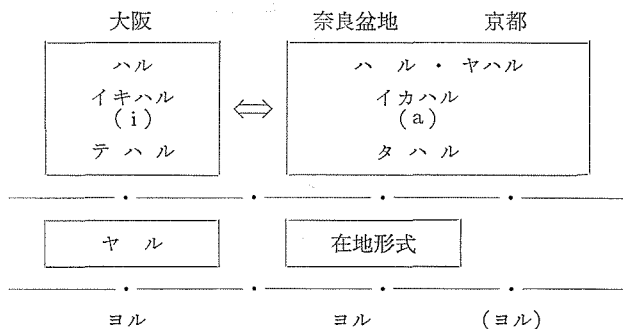 大阪 奈良盆地 京都
ハル ハル・ヤハル
イキハル ⇔ イカハル
(i) (a)
テハル タハル
ヤル 在地形式
ヨル ヨル (ヨル)